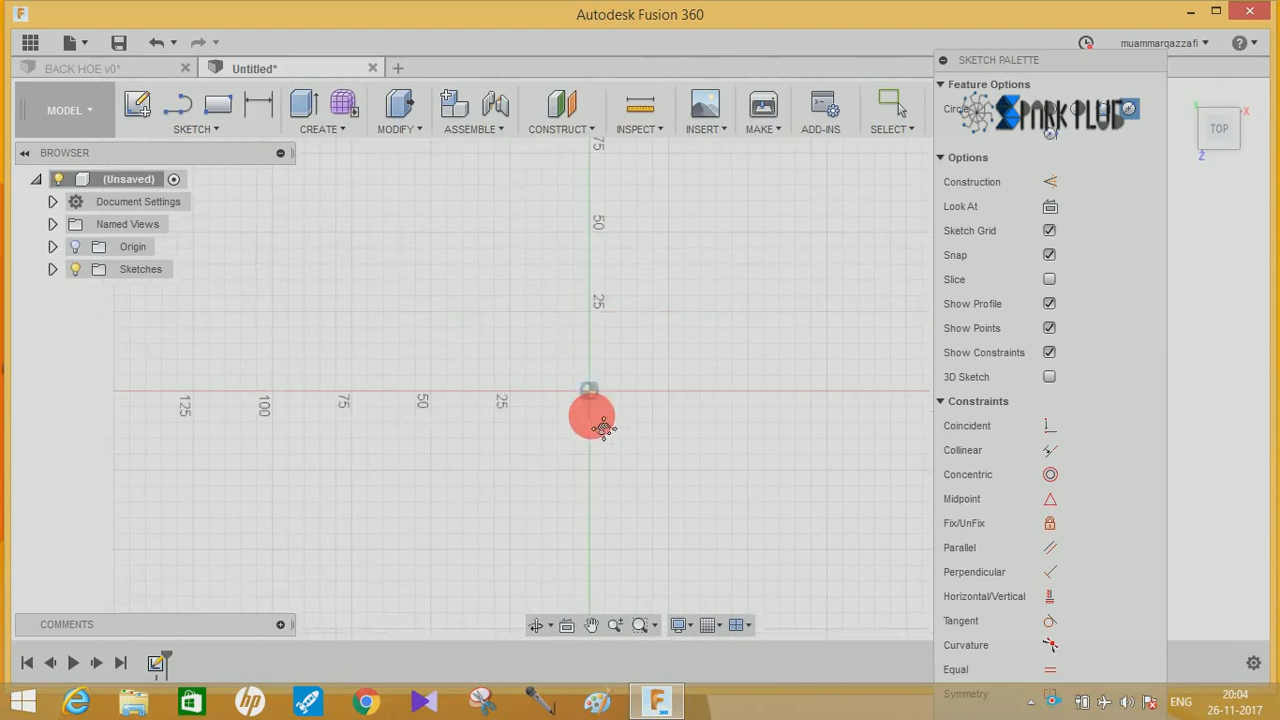 Autodesk Fusion 360
muammarqazzafi
BACK HOE v0*
Untitled*
SKETCH PALETTE
MODEL
SKETCH
CREATE
MODIFY
ASSEMBLE
CONSTRUCT
INSPECT
INSERT
MAKE
ADD-INS
SELECT
Feature Options
Circle
SPARK PLUG
TOP
X
Y
Z
BROWSER
(Unsaved)
Document Settings
Named Views
Origin
Sketches
75
50
25
125
100
75
50
25
Options
Construction
Look At
Sketch Grid
Snap
Slice
Show Profile
Show Points
Show Constraints
3D Sketch
Constraints
Coincident
Collinear
Concentric
Midpoint
Fix/UnFix
Parallel
Perpendicular
Horizontal/Vertical
Tangent
Curvature
Equal
Symmetry
COMMENTS
ENG
20:04
26-11-2017